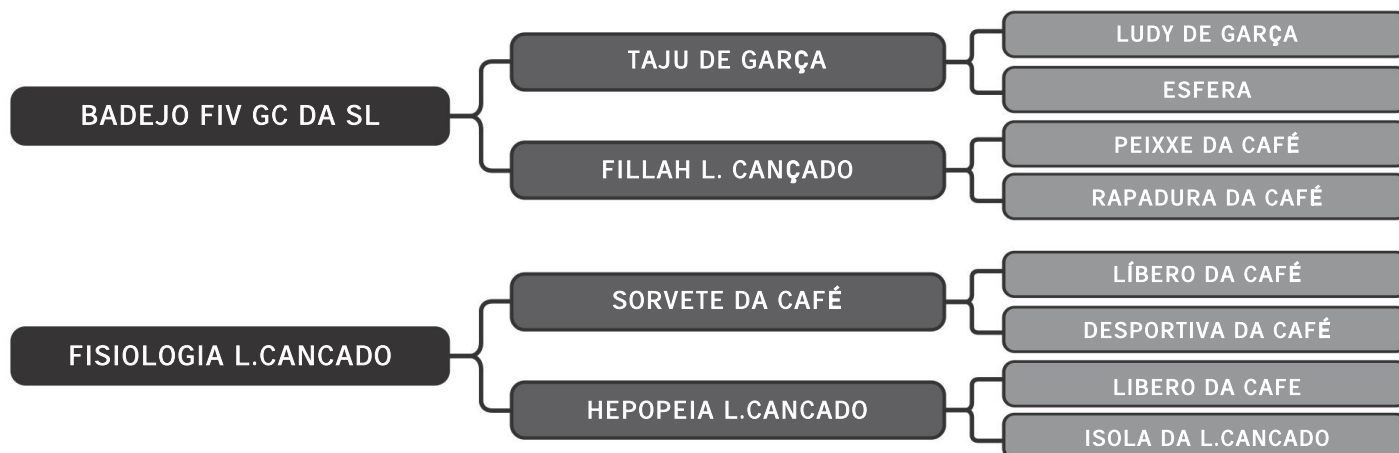 LUDY DE GARÇA
TAJU DE GARÇA
ESFERA
BADEJO FIV GC DA SL
PEIXXE DA CAFÉ
FILLAH L. CANÇADO
RAPADURA DA CAFÉ
LÍBERO DA CAFÉ
SORVETE DA CAFÉ
DESPORTIVA DA CAFÉ
FISIOLOGIA L.CANCADO
LIBERO DA CAFE
HEPOPEIA L.CANCADO
ISOLA DA L.CANCADO